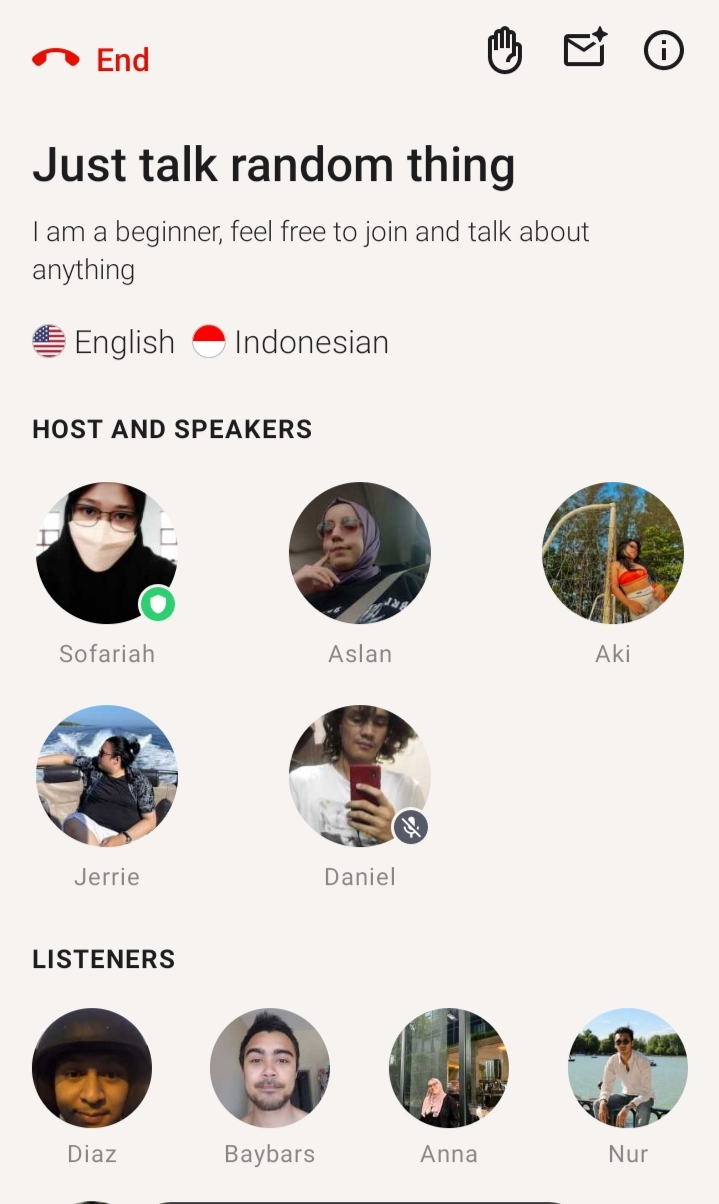 End
Just talk random thing
I am a beginner, feel free to join and talk about
anything
English Indonesian
HOST AND SPEAKERS
Sofariah Aslan Aki
Jerrie Daniel
LISTENERS
Diaz Baybars Anna Nur